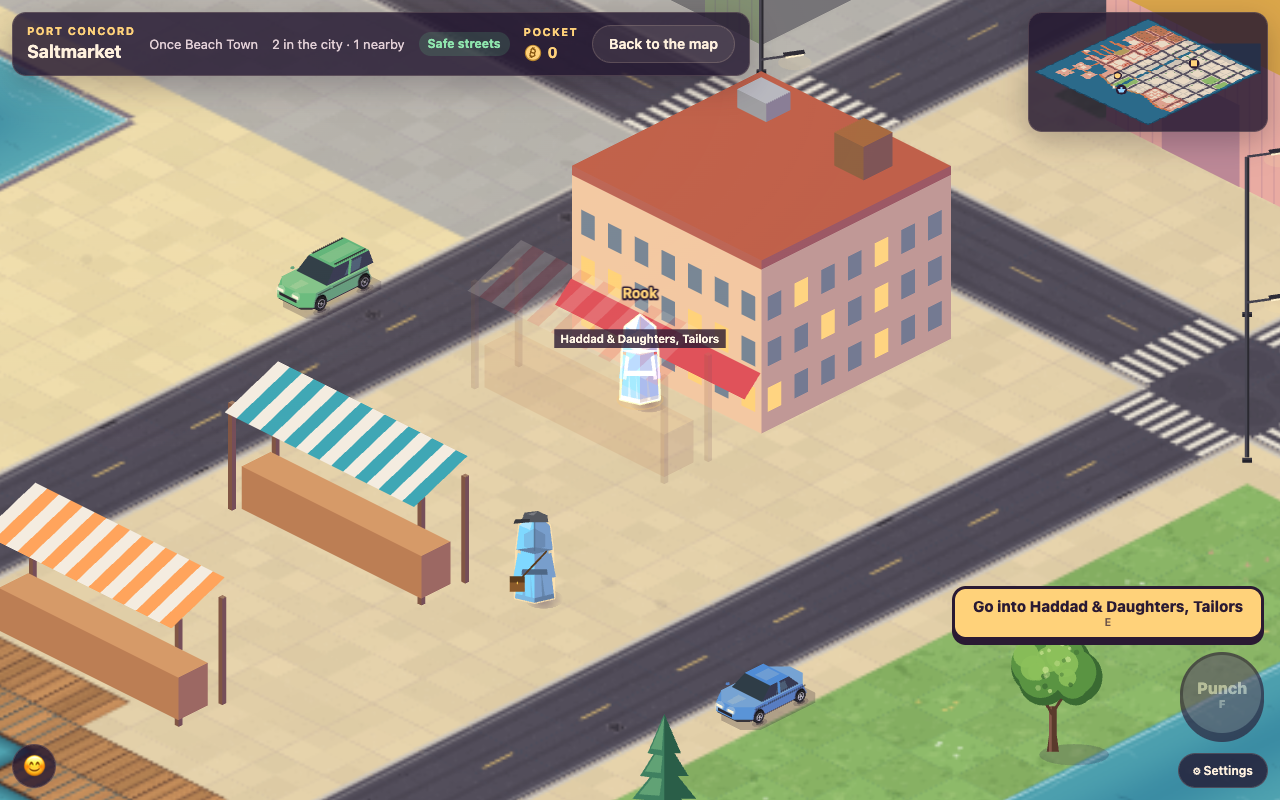 PORT CONCORD
Saltmarket
Once Beach Town
2 in the city · 1 nearby
Safe streets
POCKET
0
Back to the map
Rook
Haddad & Daughters, Tailors
Go into Haddad & Daughters, Tailors
E
Punch
F
Settings